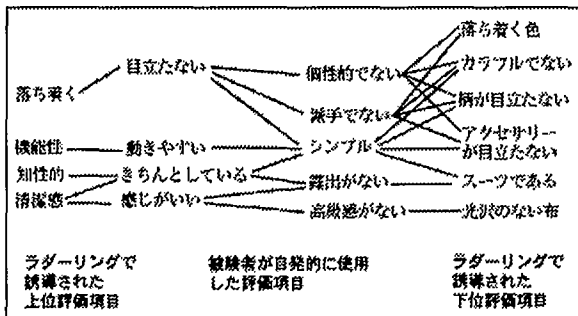 落ち着く色
目立たない
個性的でない
カラフルでない
落ち着く
派手でない
柄が目立たない
機能性
動きやすい
シンプル
アクセサリー
が目立たない
知性的
きちんとしている
露出がない
スーツである
清潔感
感じがいい
高級感がない
光沢のない布
ラダーリングで
誘導された
上位評価項目
被験者が自発的に使用
した評価項目
ラダーリングで
誘導された
下位評価項目